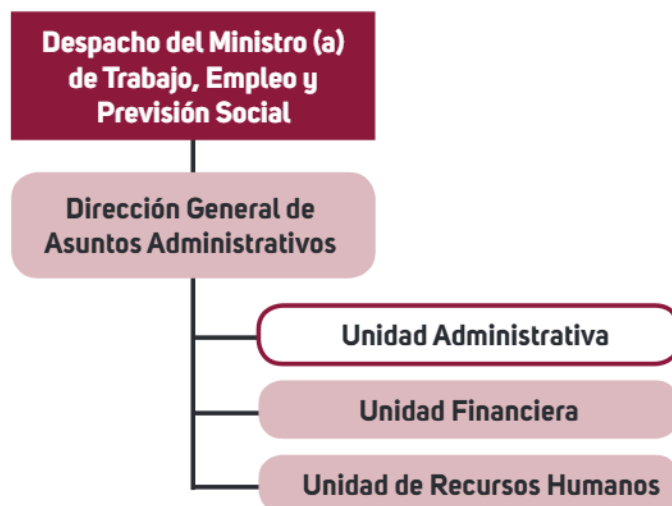 Despacho del Ministro (a)
de Trabajo, Empleo y
Previsión Social
Dirección General de
Asuntos Administrativos
Unidad Administrativa
Unidad Financiera
Unidad de Recursos Humanos